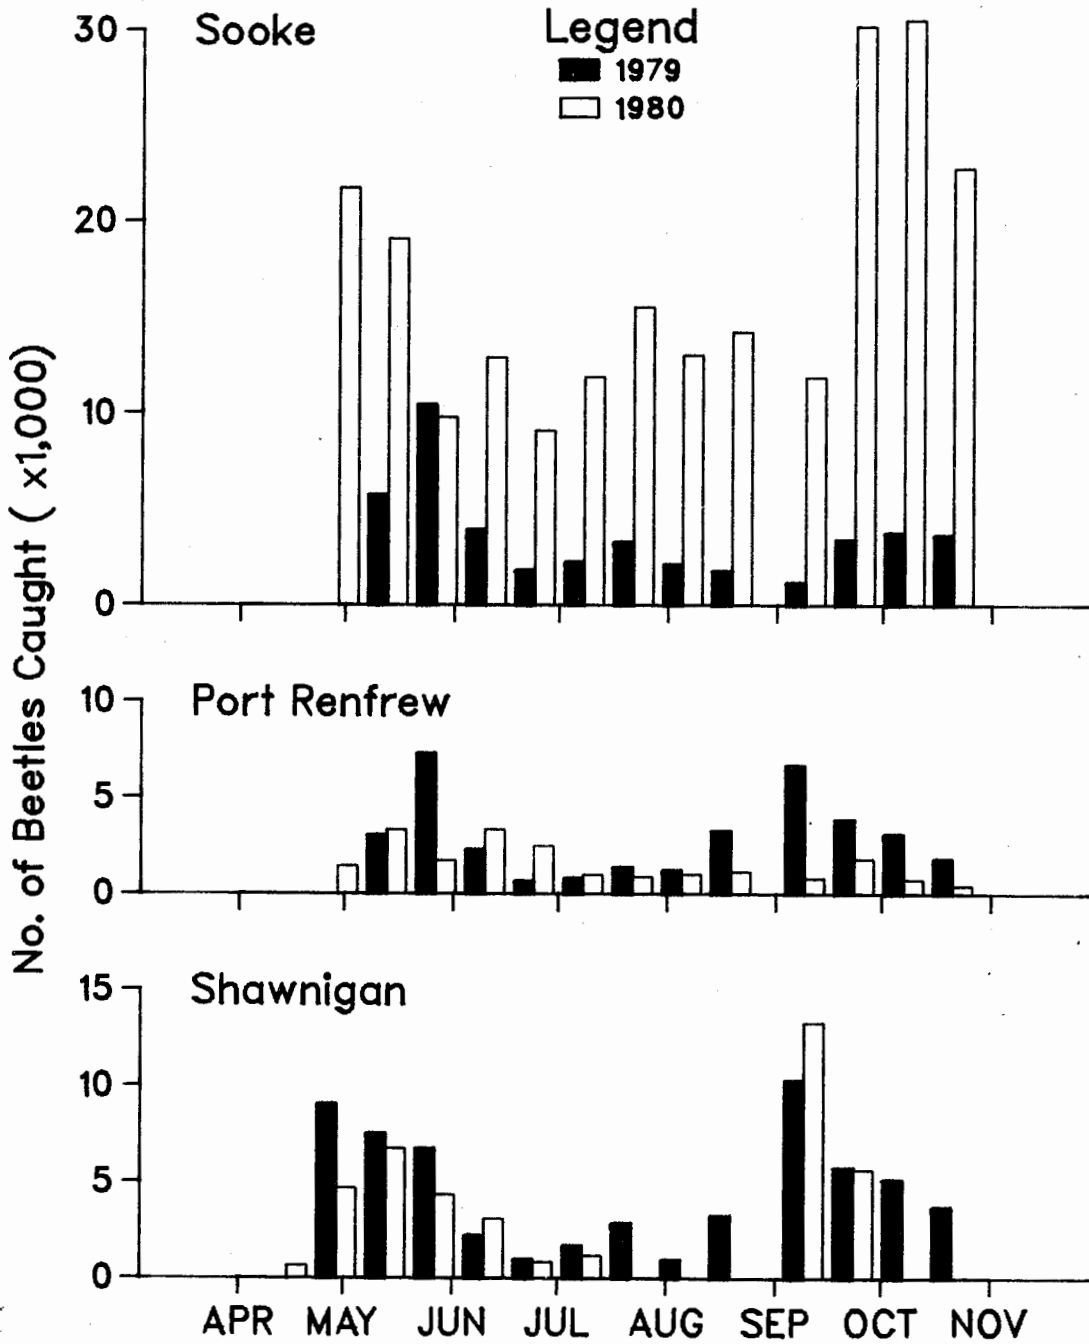 Sooke
Legend
1979
1980
30
20
10
0
No. of Beetles Caught ( x1,000)
Port Renfrew
10
5
0
Shawnigan
15
10
5
0
APR MAY JUN JUL AUG SEP OCT NOV